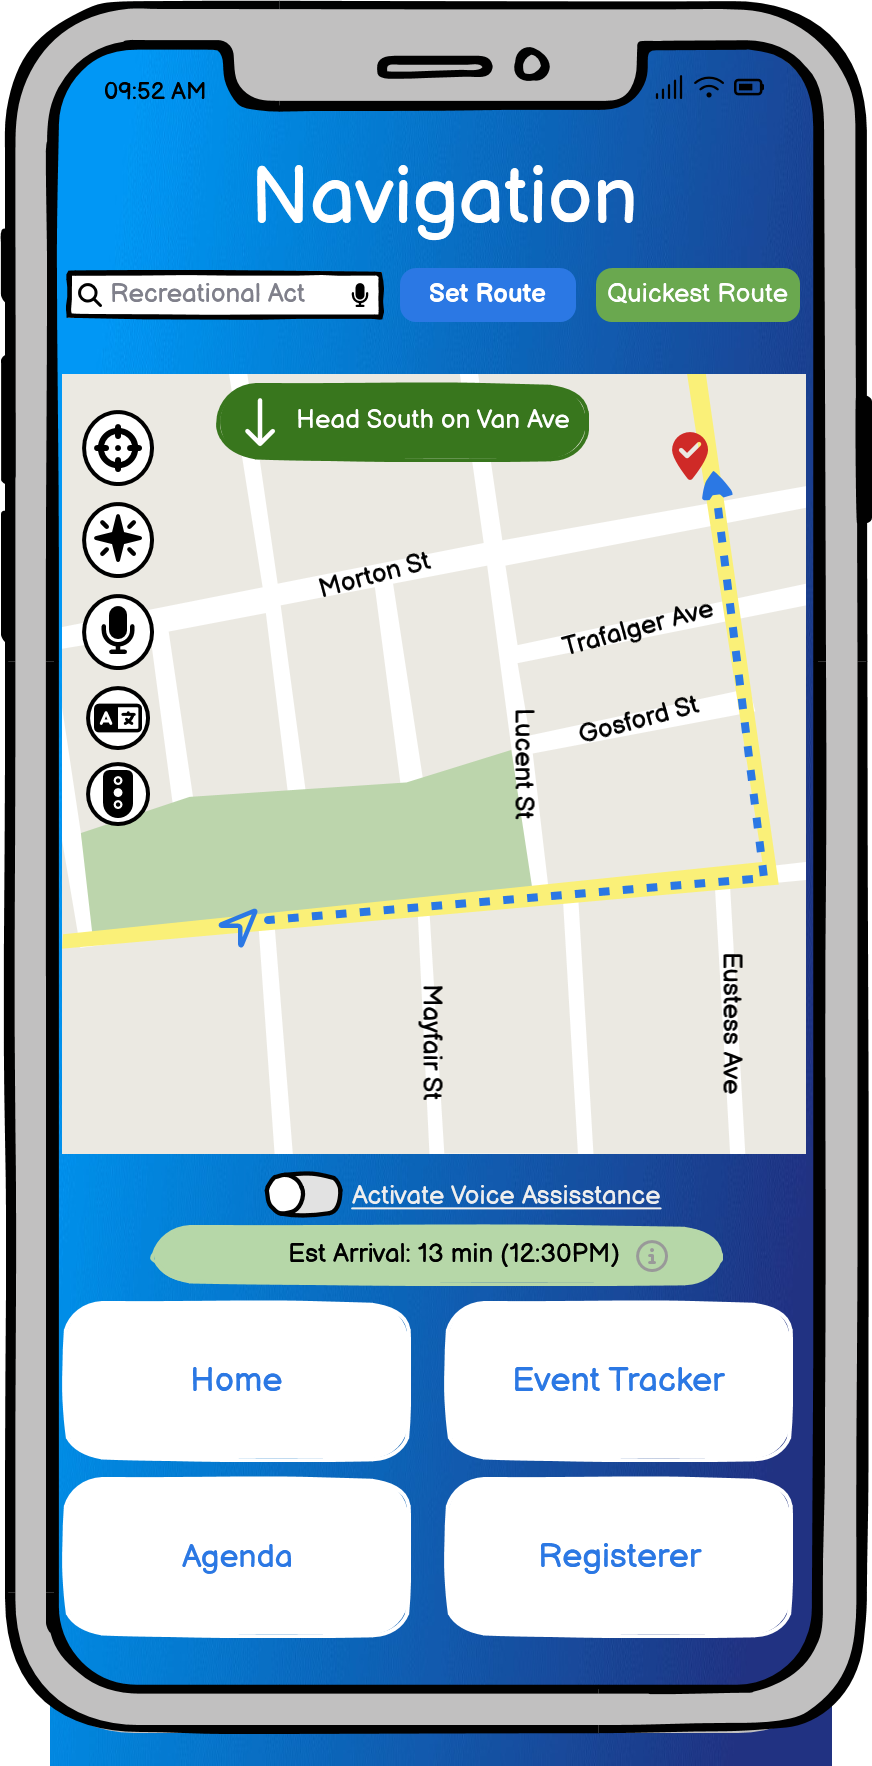 09:52 AM
Navigation
Recreational Act
Set Route
Quickest Route
Head South on Van Ave
Morton St
Trafalger Ave
Gosford St
Lucent St
Mayfair St
Eustess Ave
Activate Voice Assisstance
Est Arrival: 13 min (12:30PM)
Home
Event Tracker
Agenda
Registerer